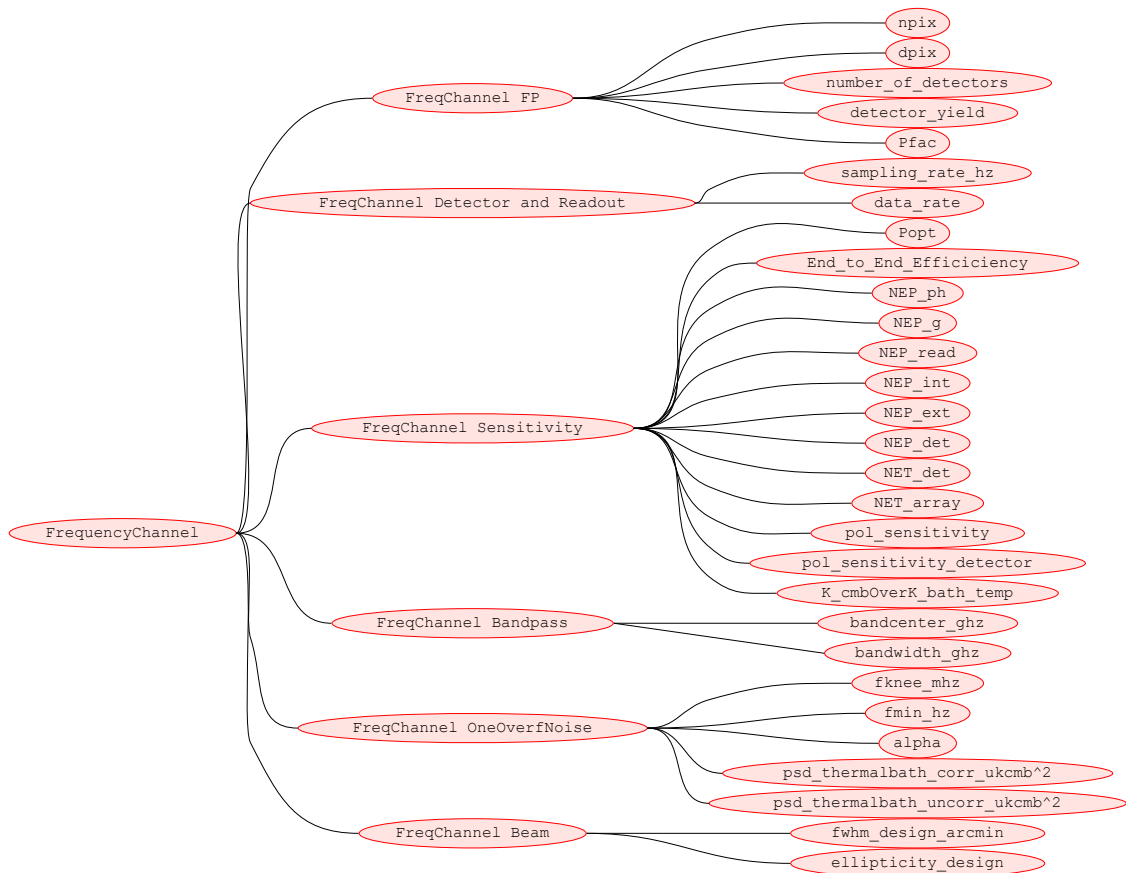 npix
dpix
FreqChannel FP
number_of_detectors
detector_yield
Pfac
sampling_rate_hz
FreqChannel Detector and Readout
data_rate
Popt
End_to_End_Efficiciency
NEP_ph
NEP_g
NEP_read
NEP_int
NEP_ext
FreqChannel Sensitivity
NEP_det
NET_det
NET_array
FrequencyChannel
pol_sensitivity
pol_sensitivity_detector
K_cmbOverK_bath_temp
FreqChannel Bandpass
bandcenter_ghz
bandwidth_ghz
fknee_mhz
fmin_hz
FreqChannel OneOverfNoise
alpha
psd_thermalbath_corr_ukcmb^2
psd_thermalbath_uncorr_ukcmb^2
FreqChannel Beam
fwhm_design_arcmin
ellipticity_design